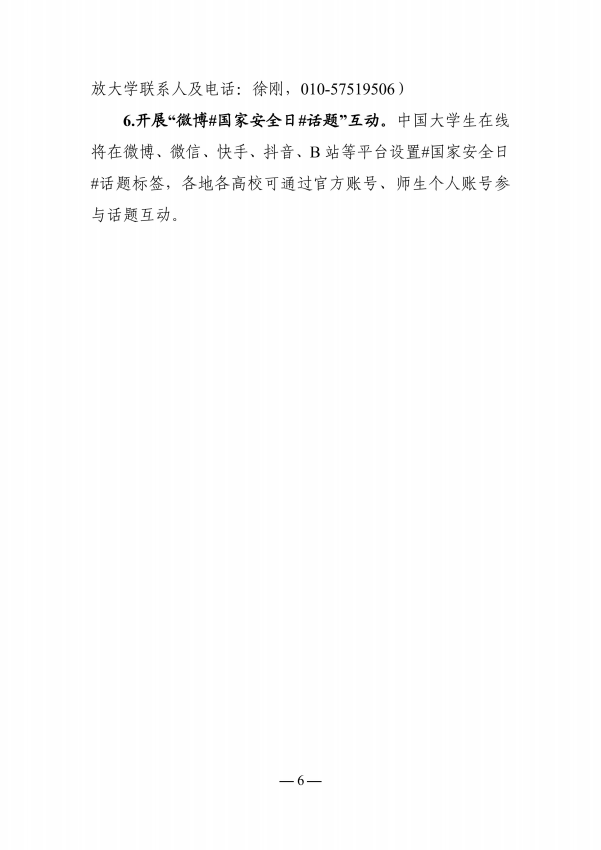 放大学联系人及电话：徐刚，010-57519506）
6.开展“微博#国家安全日#话题”互动。中国大学生在线
将在微博、微信、快手、抖音、B 站等平台设置#国家安全日
#话题标签，各地各高校可通过官方账号、师生个人账号参
与话题互动。
— 6 —